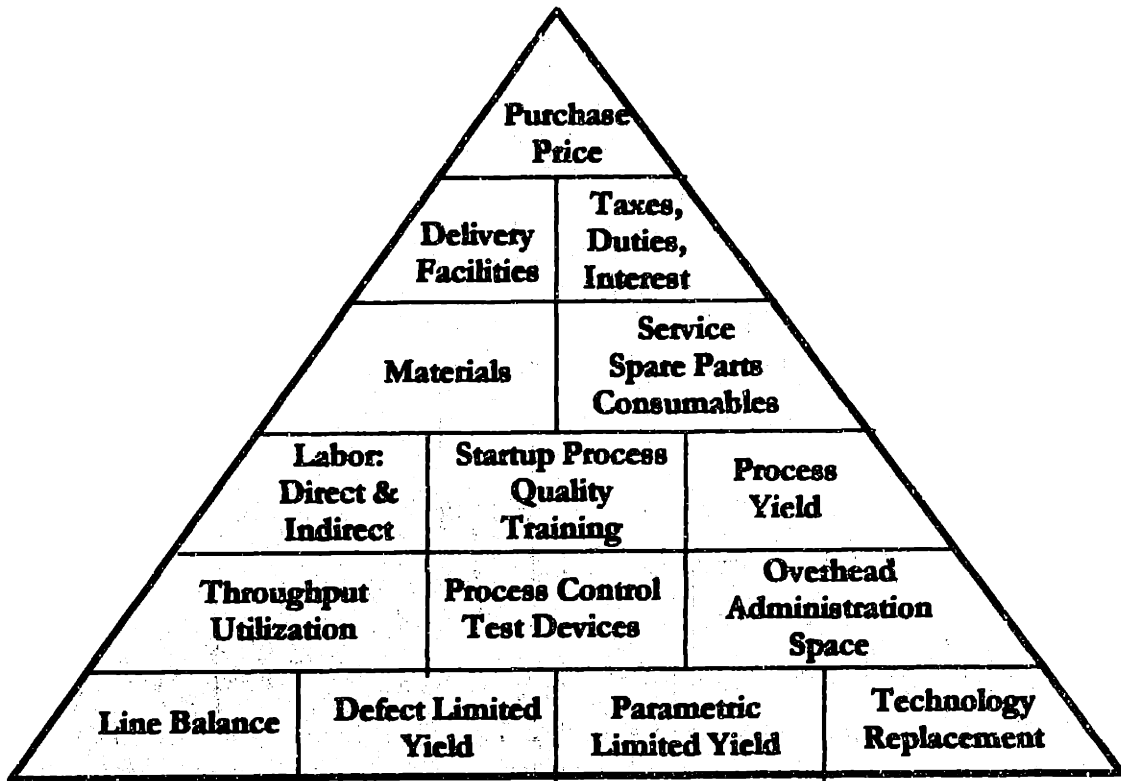 Purchase
Price
Delivery
Facilities
Taxes,
Duties,
Interest
Materials
Service
Spare Parts
Consumables
Labor:
Direct &
Indirect
Startup Process
Quality
Training
Process
Yield
Throughput
Utilization
Process Control
Test Devices
Overhead
Administration
Space
Line Balance
Defect Limited
Yield
Parametric
Limited Yield
Technology
Replacement